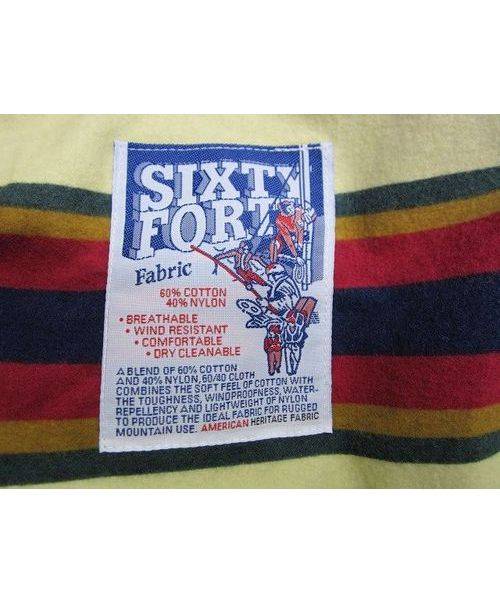 SIXTY
FORTY
Fabric
60% COTTON
40% NYLON
• BREATHABLE
• WIND RESISTANT
• COMFORTABLE
• DRY CLEANABLE
A BLEND OF 60% COTTON
AND 40% NYLON, 60/40 CLOTH
COMBINES THE SOFT FEEL OF COTTON WITH
THE TOUGHNESS, WINDPROOFNESS, WATER-
REPELLENCY AND LIGHTWEIGHT OF NYLON
TO PRODUCE THE IDEAL FABRIC FOR RUGGED
MOUNTAIN USE. AMERICAN HERITAGE FABRIC